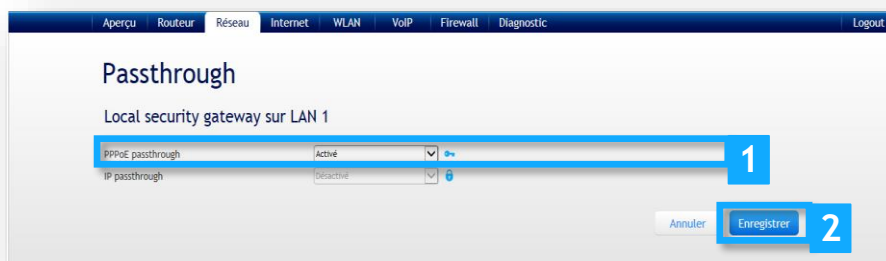 Aperçu Routeur Réseau Internet WLAN VoIP Firewall Diagnostic Logout
Passthrough
Local security gateway sur LAN 1
PPPoE passthrough Activé 1
IP passthrough Désactivé
Annuler Enregistrer 2